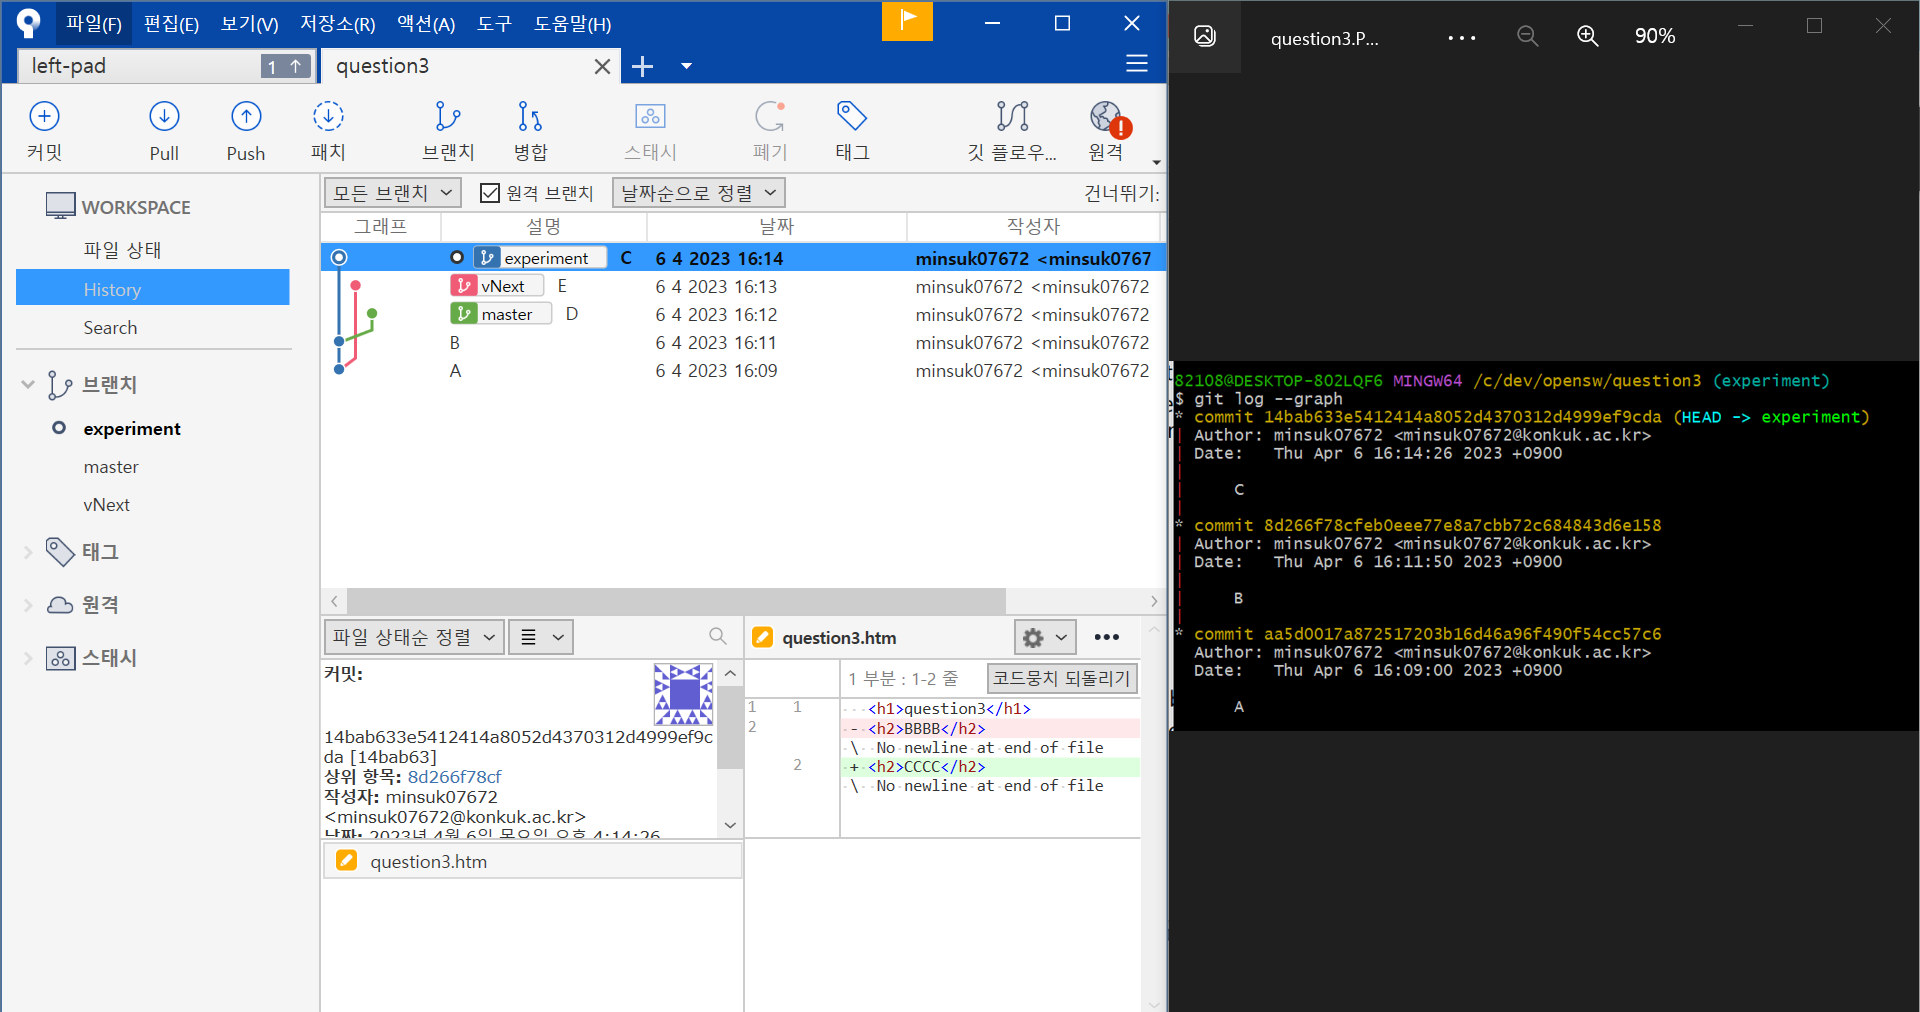 파일(F) 편집(E) 보기(V) 저장소(R) 액션(A) 도구 도움말(H)
left-pad 1 ↑ question3
커밋 Pull Push 패치 브랜치 병합 스태시 폐기 태그 깃 플로우... 원격
WORKSPACE
파일 상태
History
Search
브랜치
experiment
master
vNext
태그
원격
스태시
모든 브랜치 원격 브랜치 날짜순으로 정렬 건너뛰기:
그래프 설명 날짜 작성자
experiment C 6 4 2023 16:14 minsuk07672 <minsuk0767
vNext E 6 4 2023 16:13 minsuk07672 <minsuk07672
master D 6 4 2023 16:12 minsuk07672 <minsuk07672
B 6 4 2023 16:11 minsuk07672 <minsuk07672
A 6 4 2023 16:09 minsuk07672 <minsuk07672
파일 상태순 정렬
커밋:
14bab633e5412414a8052d4370312d4999ef9c
da [14bab63]
상위 항목: 8d266f78cf
작성자: minsuk07672
<minsuk07672@konkuk.ac.kr>
날짜: 2023년 4월 6일 목요일 오후 4:14:26
question3.htm
question3.htm
1 부분 : 1-2 줄 코드뭉치 되돌리기
1 1 <h1>question3</h1>
2 - <h2>BBBB</h2>
\ No newline at end of file
2 + <h2>CCCC</h2>
\ No newline at end of file
question3.P... 90%
82108@DESKTOP-802LQF6 MINGW64 /c/dev/opensw/question3 (experiment)
$ git log --graph
* commit 14bab633e5412414a8052d4370312d4999ef9cda (HEAD -> experiment)
| Author: minsuk07672 <minsuk07672@konkuk.ac.kr>
| Date: Thu Apr 6 16:14:26 2023 +0900
|
| C
|
* commit 8d266f78cfeb0eee77e8a7cbb72c684843d6e158
| Author: minsuk07672 <minsuk07672@konkuk.ac.kr>
| Date: Thu Apr 6 16:11:50 2023 +0900
|
| B
|
* commit aa5d0017a872517203b16d46a96f490f54cc57c6
Author: minsuk07672 <minsuk07672@konkuk.ac.kr>
Date: Thu Apr 6 16:09:00 2023 +0900
A